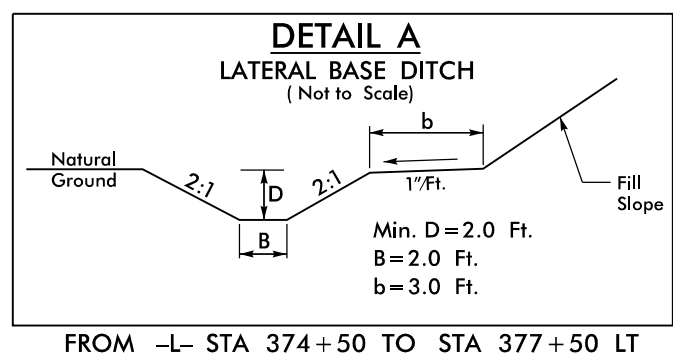 DETAIL A
LATERAL BASE DITCH
( Not to Scale)
b
Natural
Ground
2:1
D
2:1
1"/Ft.
Fill
Slope
B
Min. D=2.0 Ft.
B=2.0 Ft.
b=3.0 Ft.
FROM -L- STA 374+50 TO STA 377+50 LT